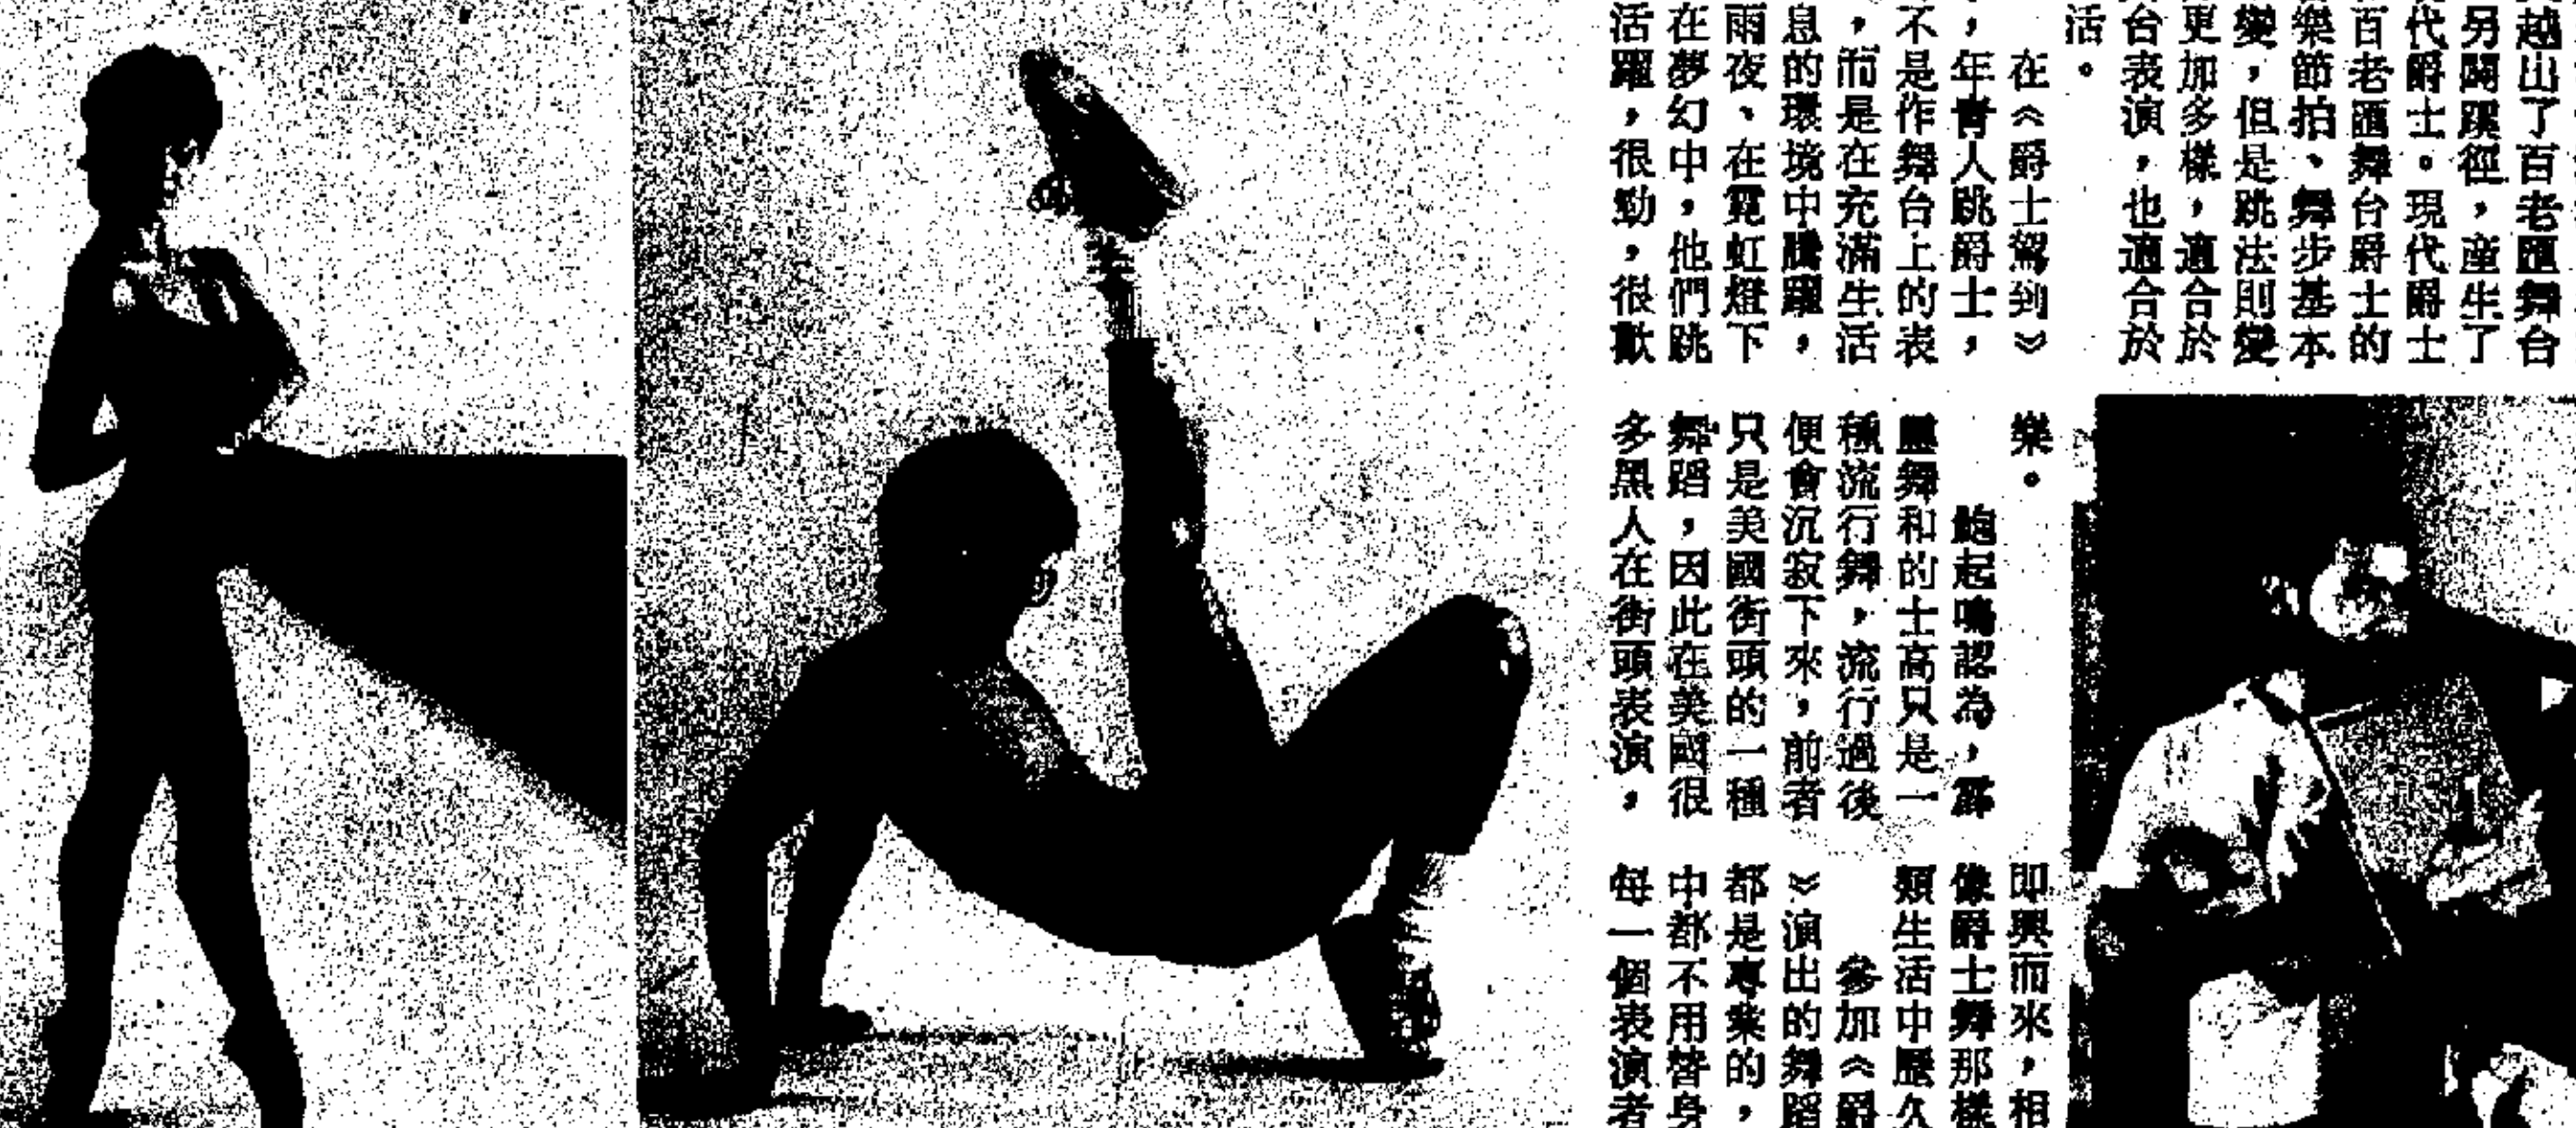 越出了百老匯舞台
另闢蹊徑，產生了
代爵士。現代爵士
百老匯舞台爵士的
樂節拍、舞步基本
變，但是跳法則變
更加多樣，適合於
台表演，也適合於
活。
在《爵士駕到》
，年青人跳爵士，
不是作舞台上的表
，而是在充滿生活
息的環境中騰躍，
雨夜、在霓虹燈下
在夢幻中，他們跳
活躍，很勁，很歡
樂。
鮑起鳴認為，霹
靂舞和的士高只是一
種流行舞，流行過後
便會沉寂下來，前者
只是美國街頭的一種
舞蹈，因此在美國很
多黑人在街頭表演，
即興而來，相
像爵士舞那樣
類生活中歷久
參加《爵
》演出的舞蹈
都是專業的，
中都不用替身
每一個表演者